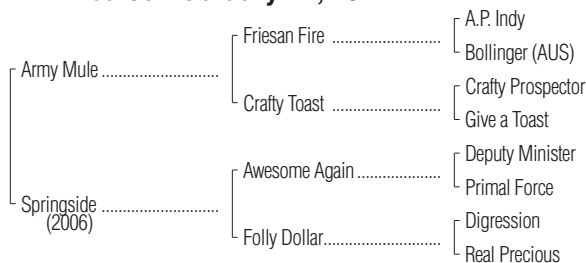 A.P. Indy
Friesan Fire
Bollinger (AUS)
Army Mule
Crafty Prospector
Crafty Toast
Give a Toast
Deputy Minister
Awesome Again
Primal Force
Springside
(2006)
Digression
Folly Dollar
Real Precious